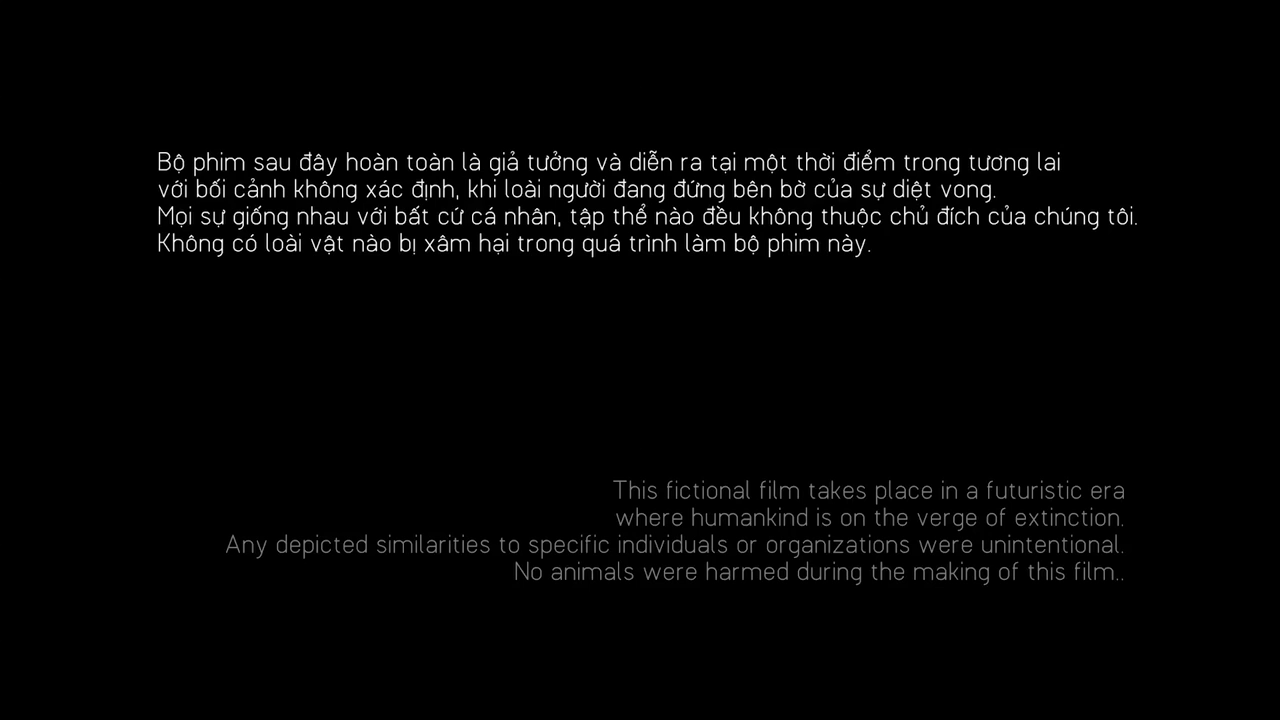 Bộ phim sau đây hoàn toàn là giả tưởng và diễn ra tại một thời điểm trong tương lai
với bối cảnh không xác định, khi loài người đang đứng bên bờ của sự diệt vong.
Mọi sự giống nhau với bất cứ cá nhân, tập thể nào đều không thuộc chủ đích của chúng tôi.
Không có loài vật nào bị xâm hại trong quá trình làm bộ phim này.
This fictional film takes place in a futuristic era
where humankind is on the verge of extinction.
Any depicted similarities to specific individuals or organizations were unintentional.
No animals were harmed during the making of this film..